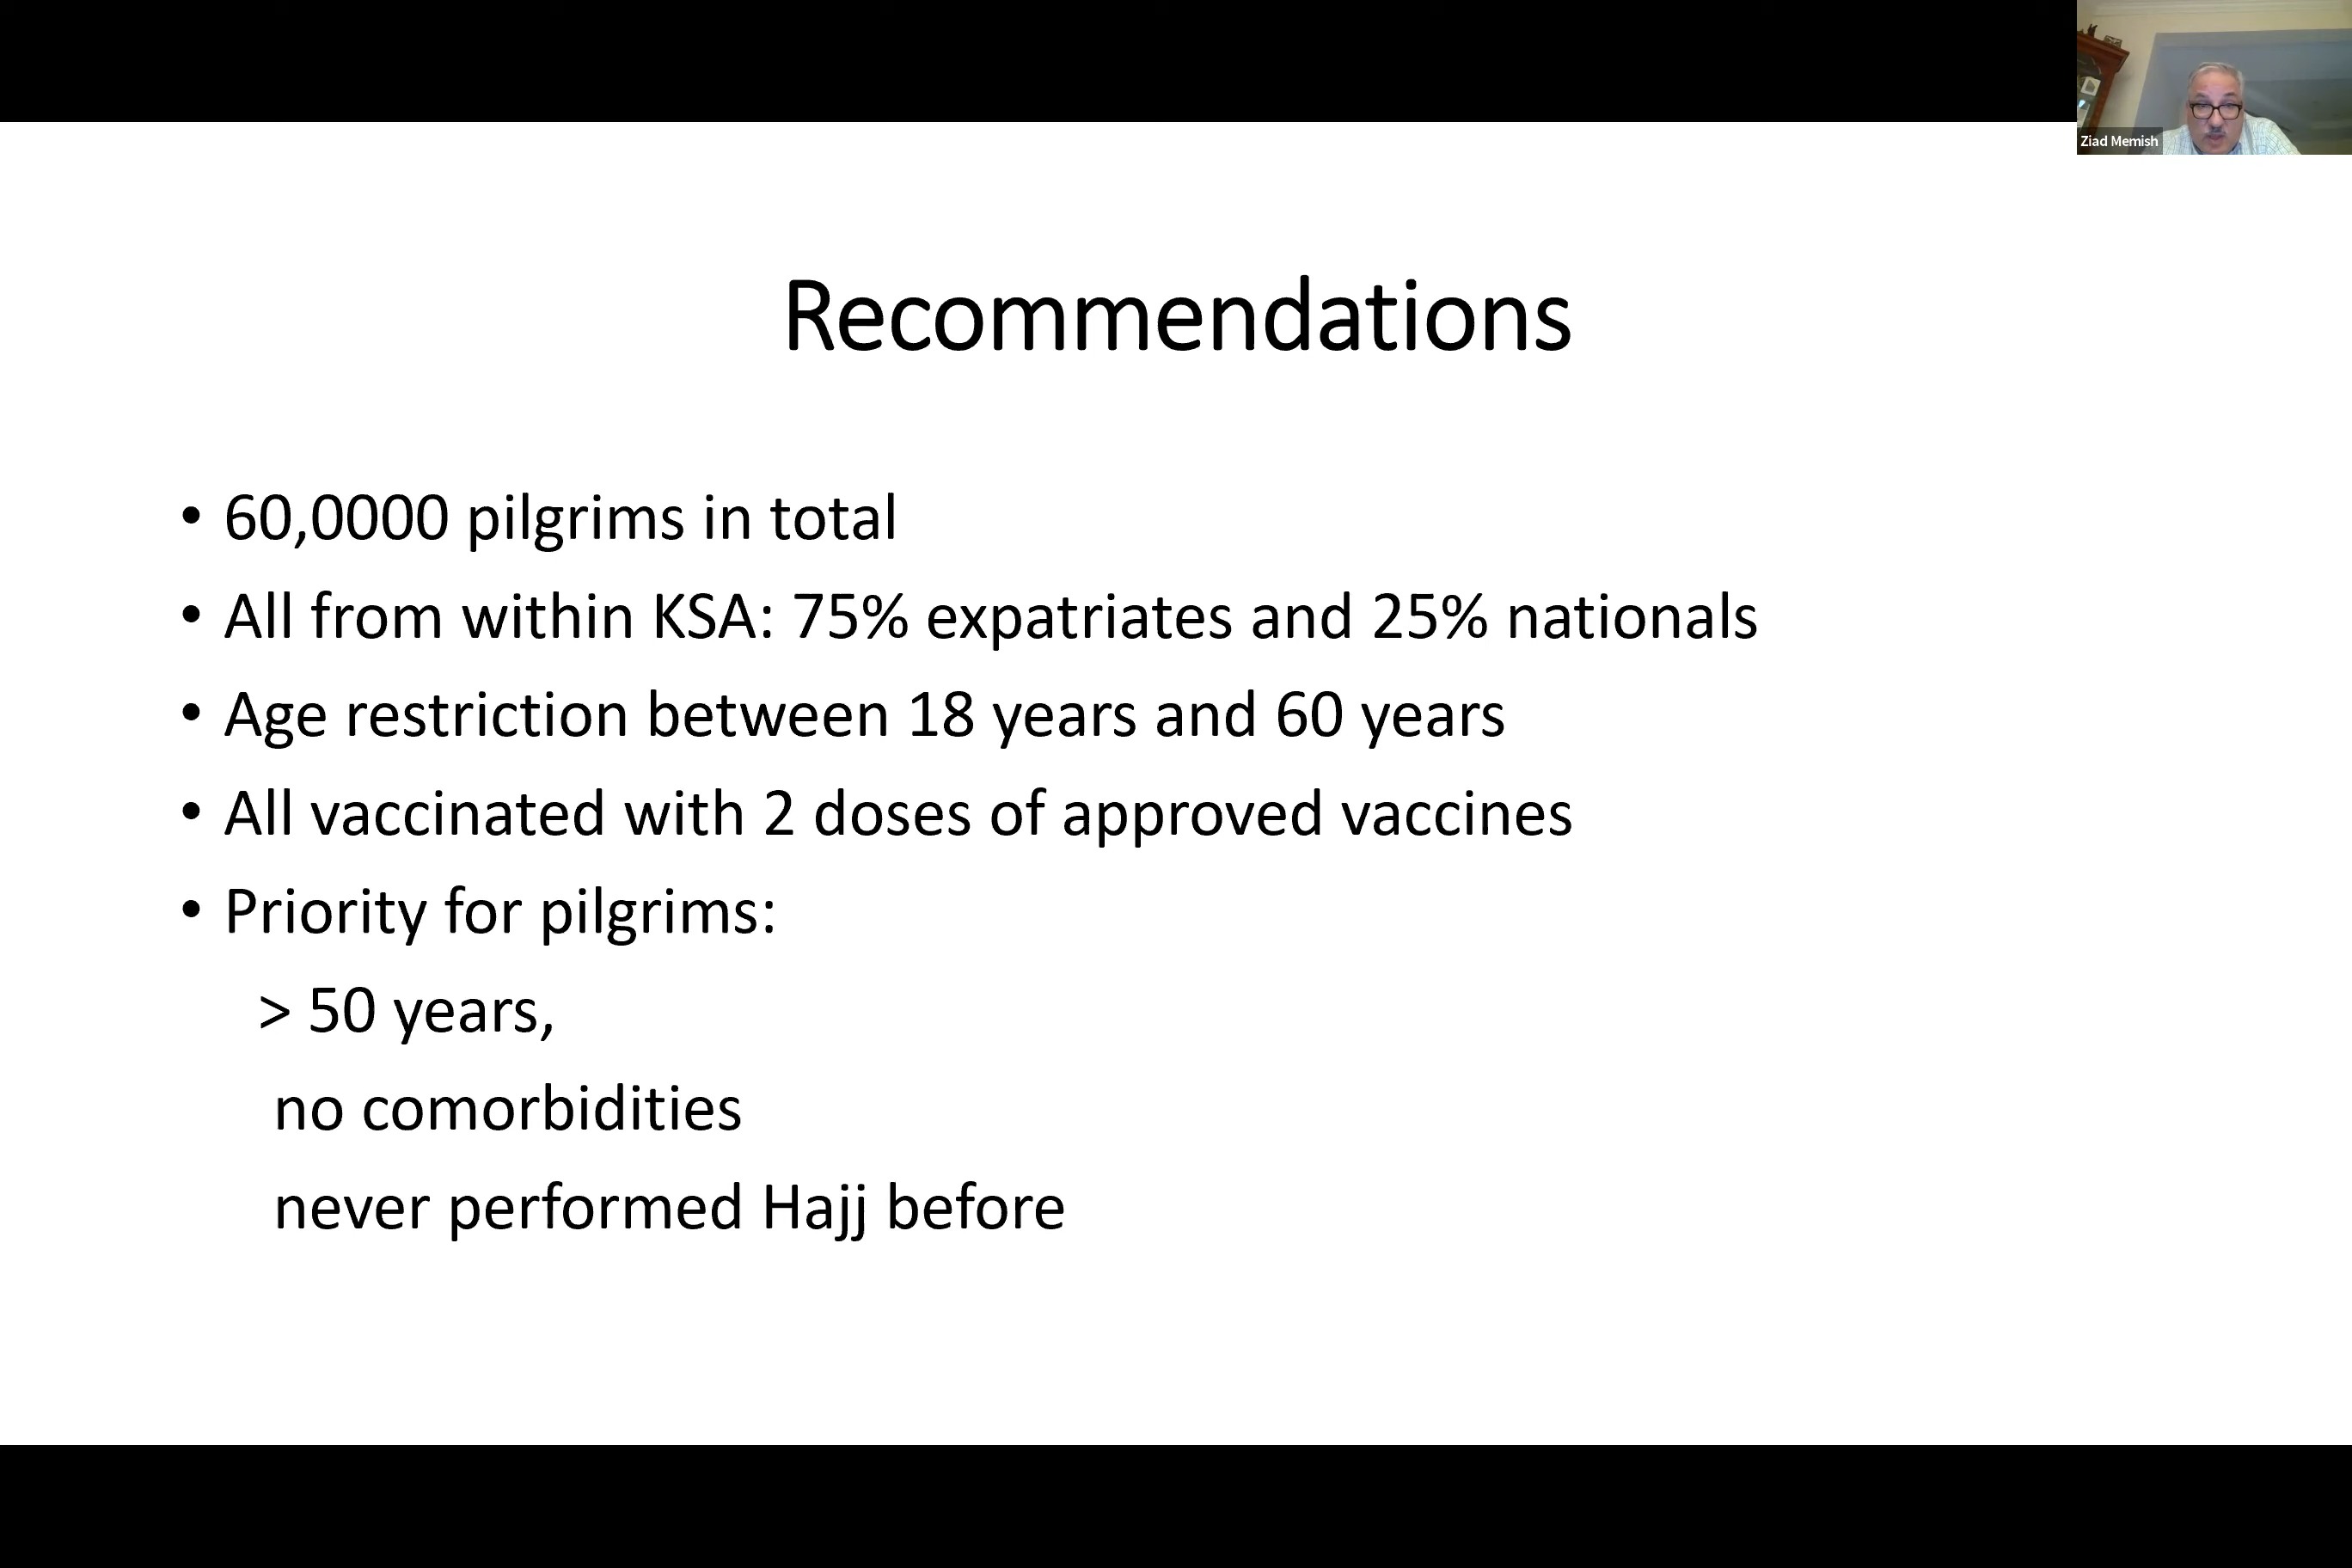 Ziad Memish
Recommendations
• 60,0000 pilgrims in total
• All from within KSA: 75% expatriates and 25% nationals
• Age restriction between 18 years and 60 years
• All vaccinated with 2 doses of approved vaccines
• Priority for pilgrims:
> 50 years,
no comorbidities
never performed Hajj before